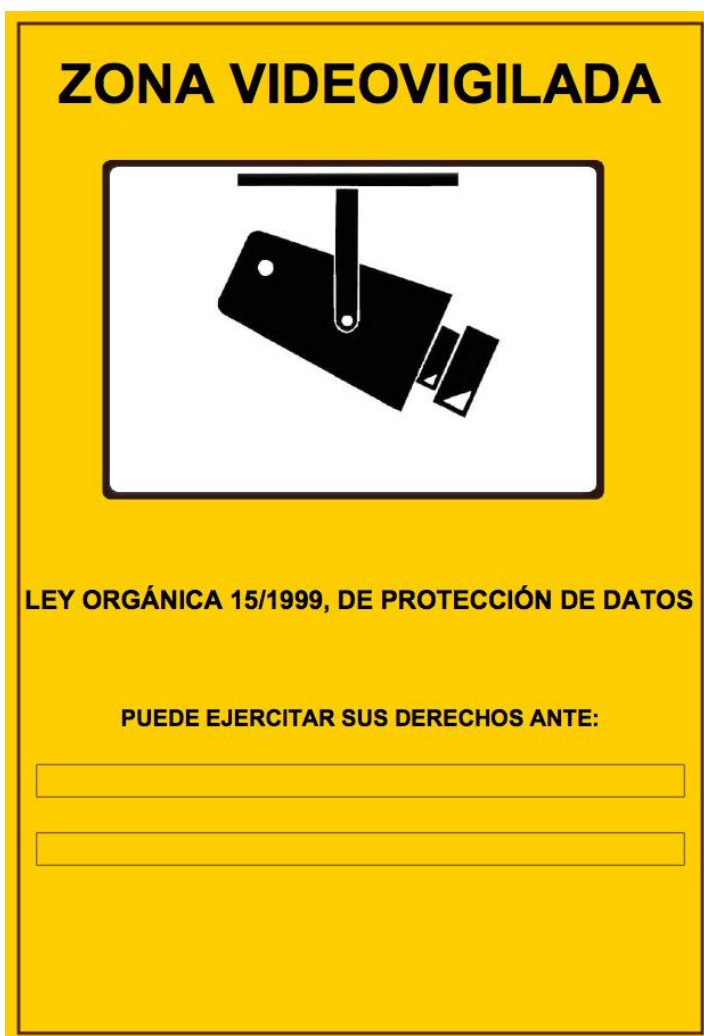 ZONA VIDEOVIGILADA
LEY ORGÁNICA 15/1999, DE PROTECCIÓN DE DATOS
PUEDE EJERCITAR SUS DERECHOS ANTE: